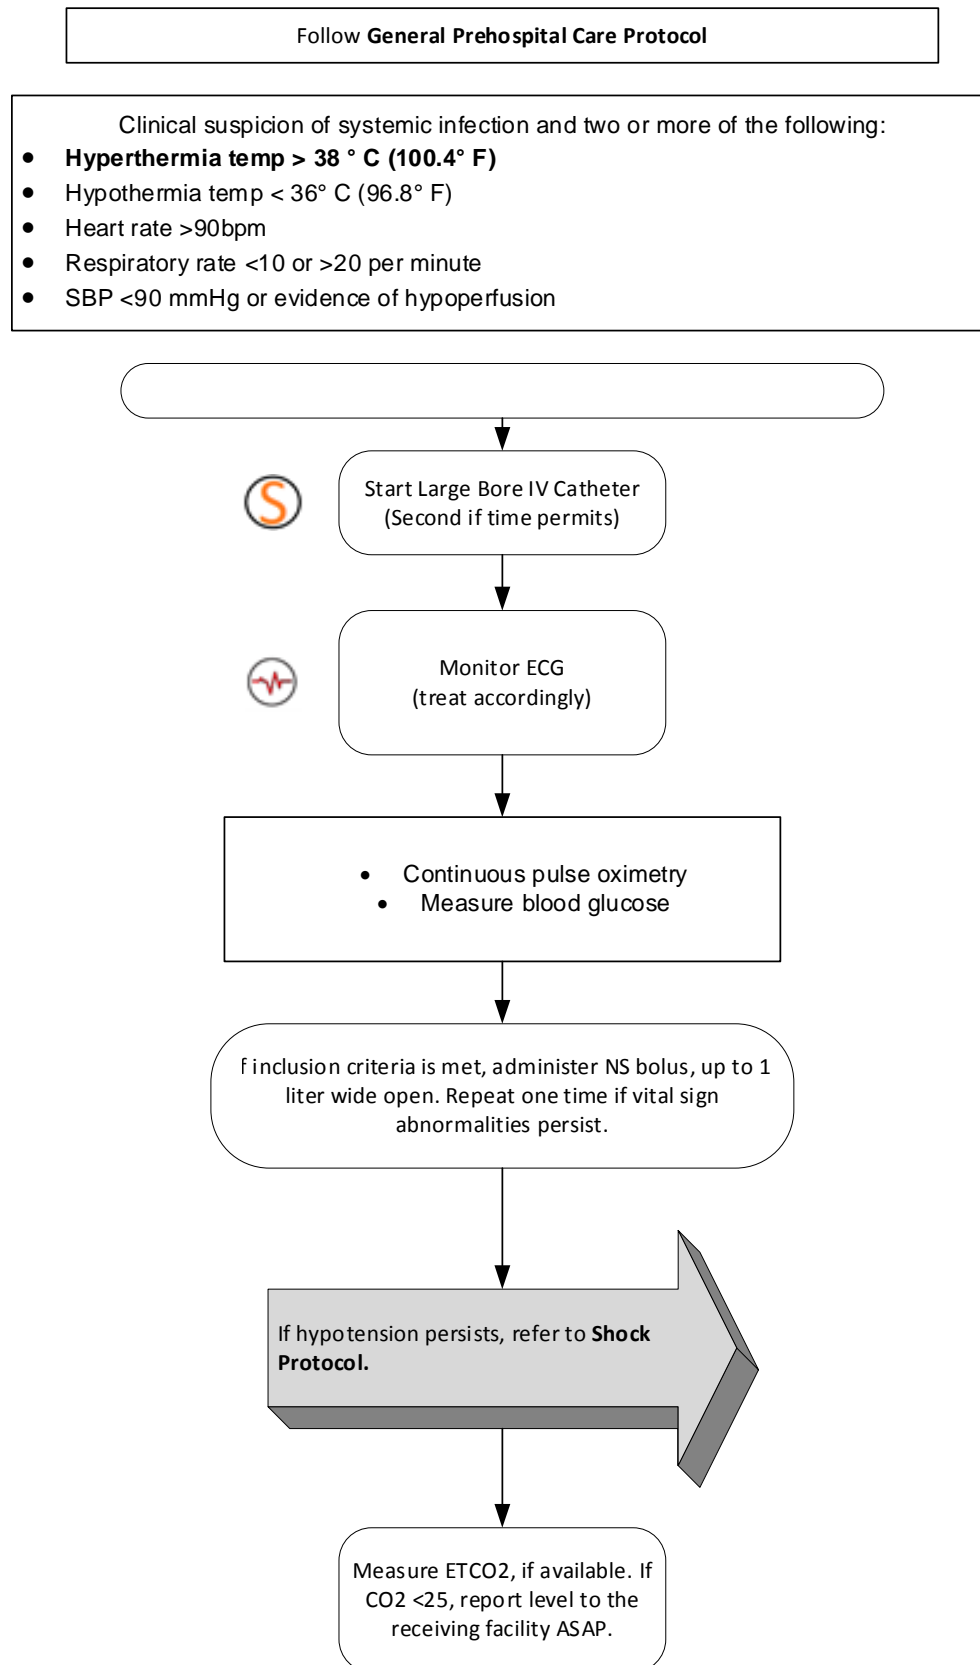 Follow General Prehospital Care Protocol
Clinical suspicion of systemic infection and two or more of the following:
• Hyperthermia temp > 38 ° C (100.4° F)
• Hypothermia temp < 36° C (96.8° F)
• Heart rate >90bpm
• Respiratory rate <10 or >20 per minute
• SBP <90 mmHg or evidence of hypoperfusion
S
Start Large Bore IV Catheter
(Second if time permits)
Monitor ECG
(treat accordingly)
• Continuous pulse oximetry
• Measure blood glucose
f inclusion criteria is met, administer NS bolus, up to 1
liter wide open. Repeat one time if vital sign
abnormalities persist.
If hypotension persists, refer to Shock
Protocol.
Measure ETCO2, if available. If
CO2 <25, report level to the
receiving facility ASAP.